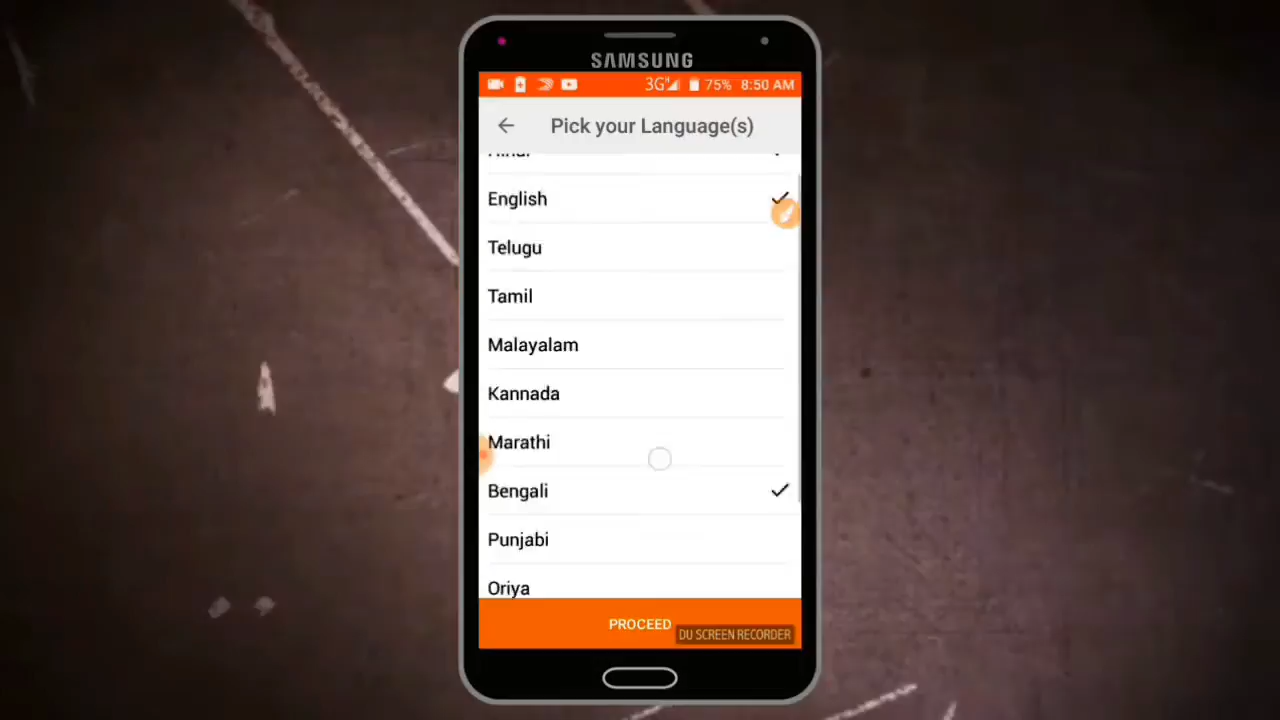 SAMSUNG
3G 75% 8:50 AM
Pick your Language(s)
Hindi
English
Telugu
Tamil
Malayalam
Kannada
Marathi
Bengali
Punjabi
Oriya
PROCEED
DU SCREEN RECORDER